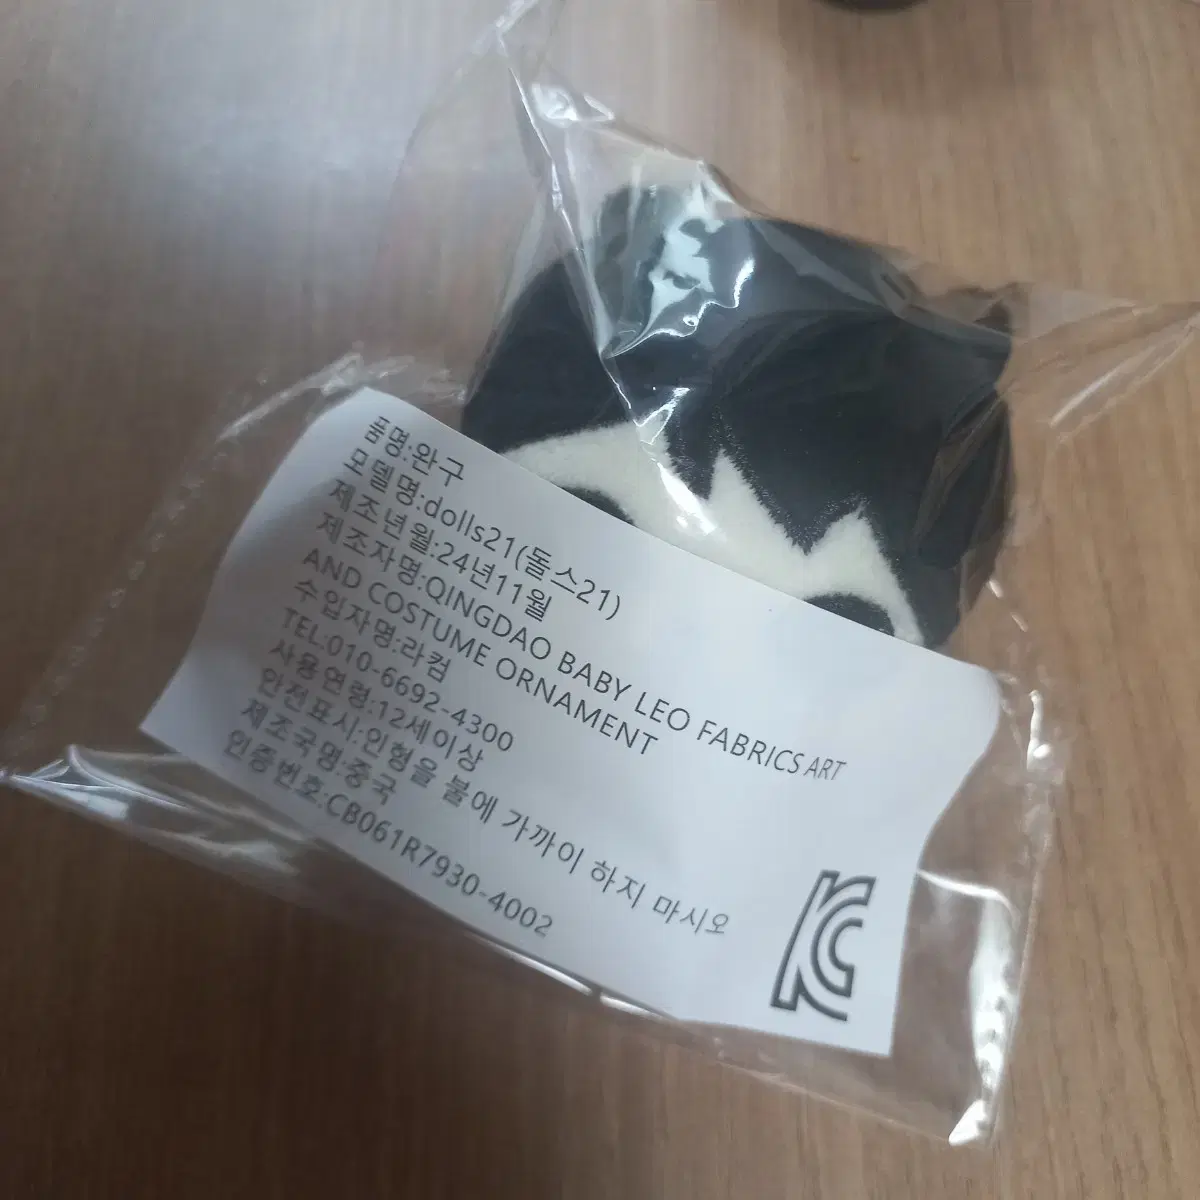 품명:완구
모델명:dolls21(돌스21)
제조년월:24년11월
제조자명:QINGDAO BABY LEO FABRICS ART
AND COSTUME ORNAMENT
수입자명:라컴
TEL:010-6692-4300
사용연령:12세이상
안전표시:인형을 불에 가까이 하지 마시오
제조국명:중국
인증번호:CB061R7930-4002
KC